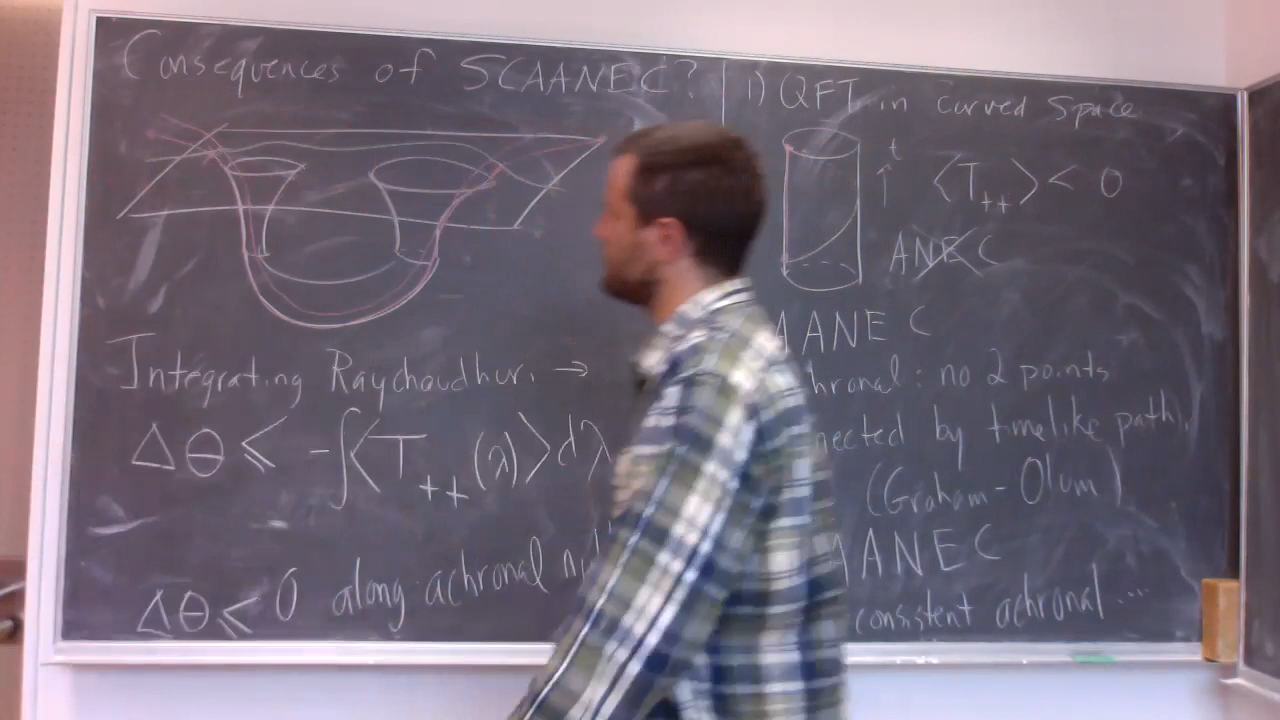 Consequences of SCAANEC?
Integrating Raychaudhuri →
Δθ ≤ -∫<T₊₊(λ)>dλ
Δθ ≤ 0 along achronal
1) QFT in Curved Space
t
<T₊₊> < 0
ANEC
AANEC
hronal: no 2 points
nected by timelike path,
(Graham-Olum)
AANEC
consistent achronal...